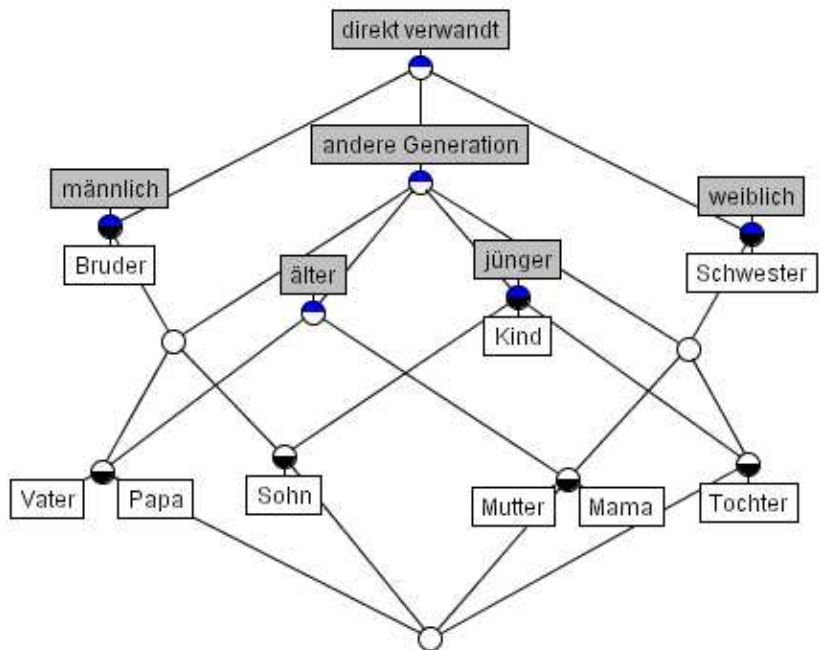 direkt verwandt
andere Generation
männlich
weiblich
Bruder
älter
jünger
Schwester
Kind
Vater
Papa
Sohn
Mutter
Mama
Tochter